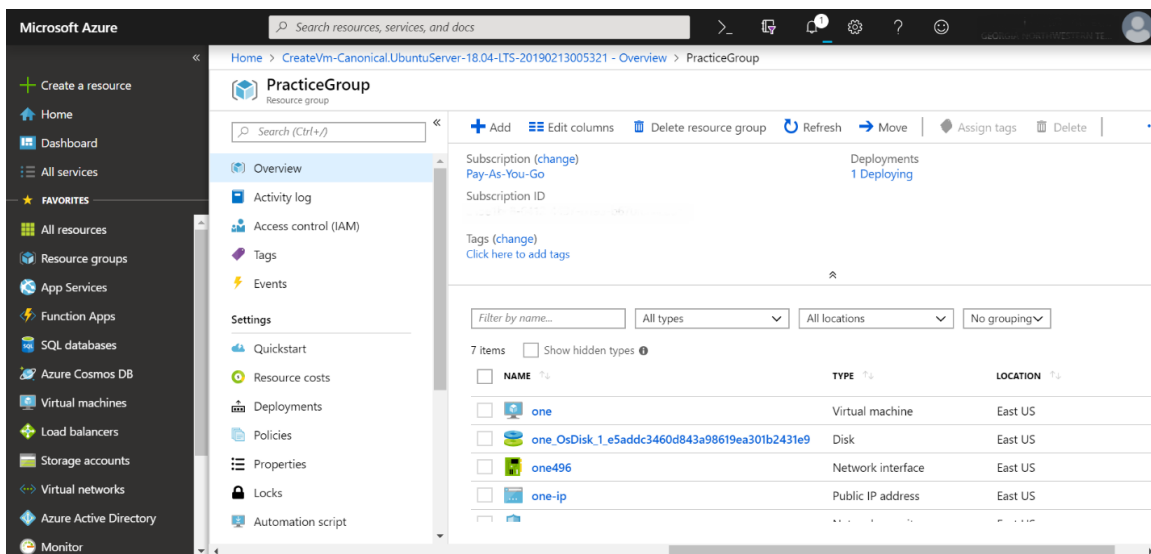 Microsoft Azure
Search resources, services, and docs
1
Home > CreateVm-Canonical.UbuntuServer-18.04-LTS-20190213005321 - Overview > PracticeGroup
Create a resource
Home
Dashboard
All services
FAVORITES
All resources
Resource groups
App Services
Function Apps
SQL databases
Azure Cosmos DB
Virtual machines
Load balancers
Storage accounts
Virtual networks
Azure Active Directory
Monitor
PracticeGroup
Resource group
Search (Ctrl+/)
Overview
Activity log
Access control (IAM)
Tags
Events
Settings
Quickstart
Resource costs
Deployments
Policies
Properties
Locks
Automation script
Add Edit columns Delete resource group Refresh Move Assign tags Delete
Subscription (change)
Pay-As-You-Go
Subscription ID
Deployments
1 Deploying
Tags (change)
Click here to add tags
Filter by name... All types All locations No grouping
7 items Show hidden types
NAME TYPE LOCATION
one Virtual machine East US
one_OsDisk_1_e5addc3460d843a98619ea301b2431e9 Disk East US
one496 Network interface East US
one-ip Public IP address East US